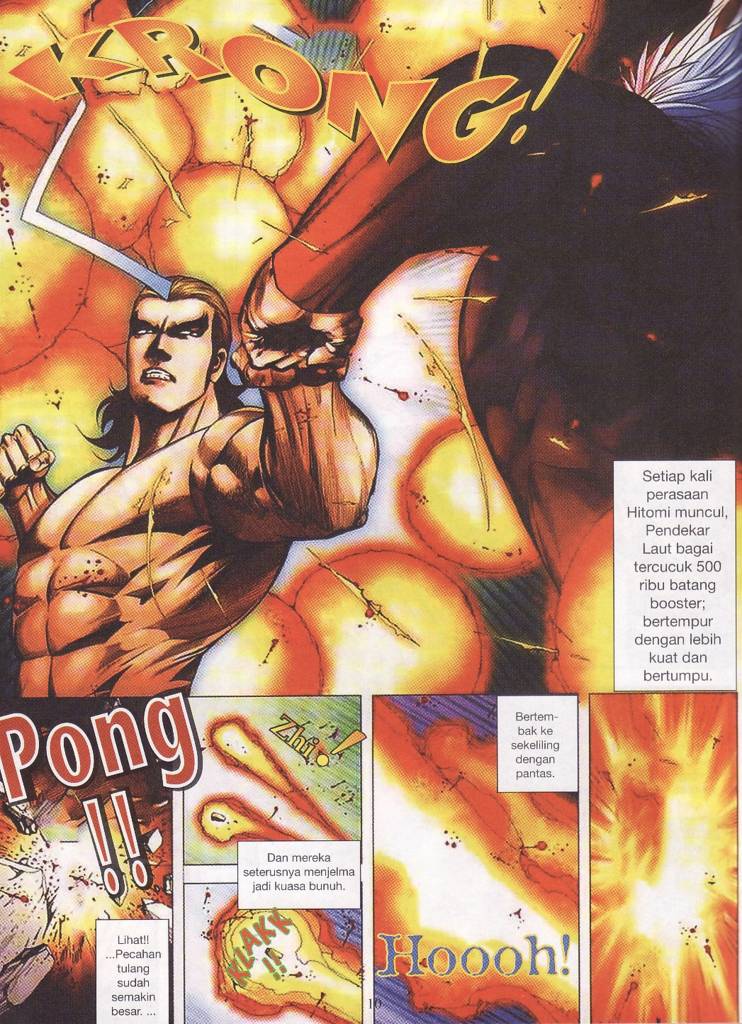 KRONG!
Setiap kali
perasaan
Hitomi muncul,
Pendekar
Laut bagai
tercucuk 500
ribu batang
booster;
bertempur
dengan lebih
kuat dan
bertumpu.
Pong
!!
Lihat!!
...Pecahan
tulang
sudah
semakin
besar. ...
Zhi..!
Dan mereka
seterusnya menjelma
jadi kuasa bunuh.
KLAKK
!!
Bertem-
bak ke
sekeliling
dengan
pantas.
Hoooh!
10